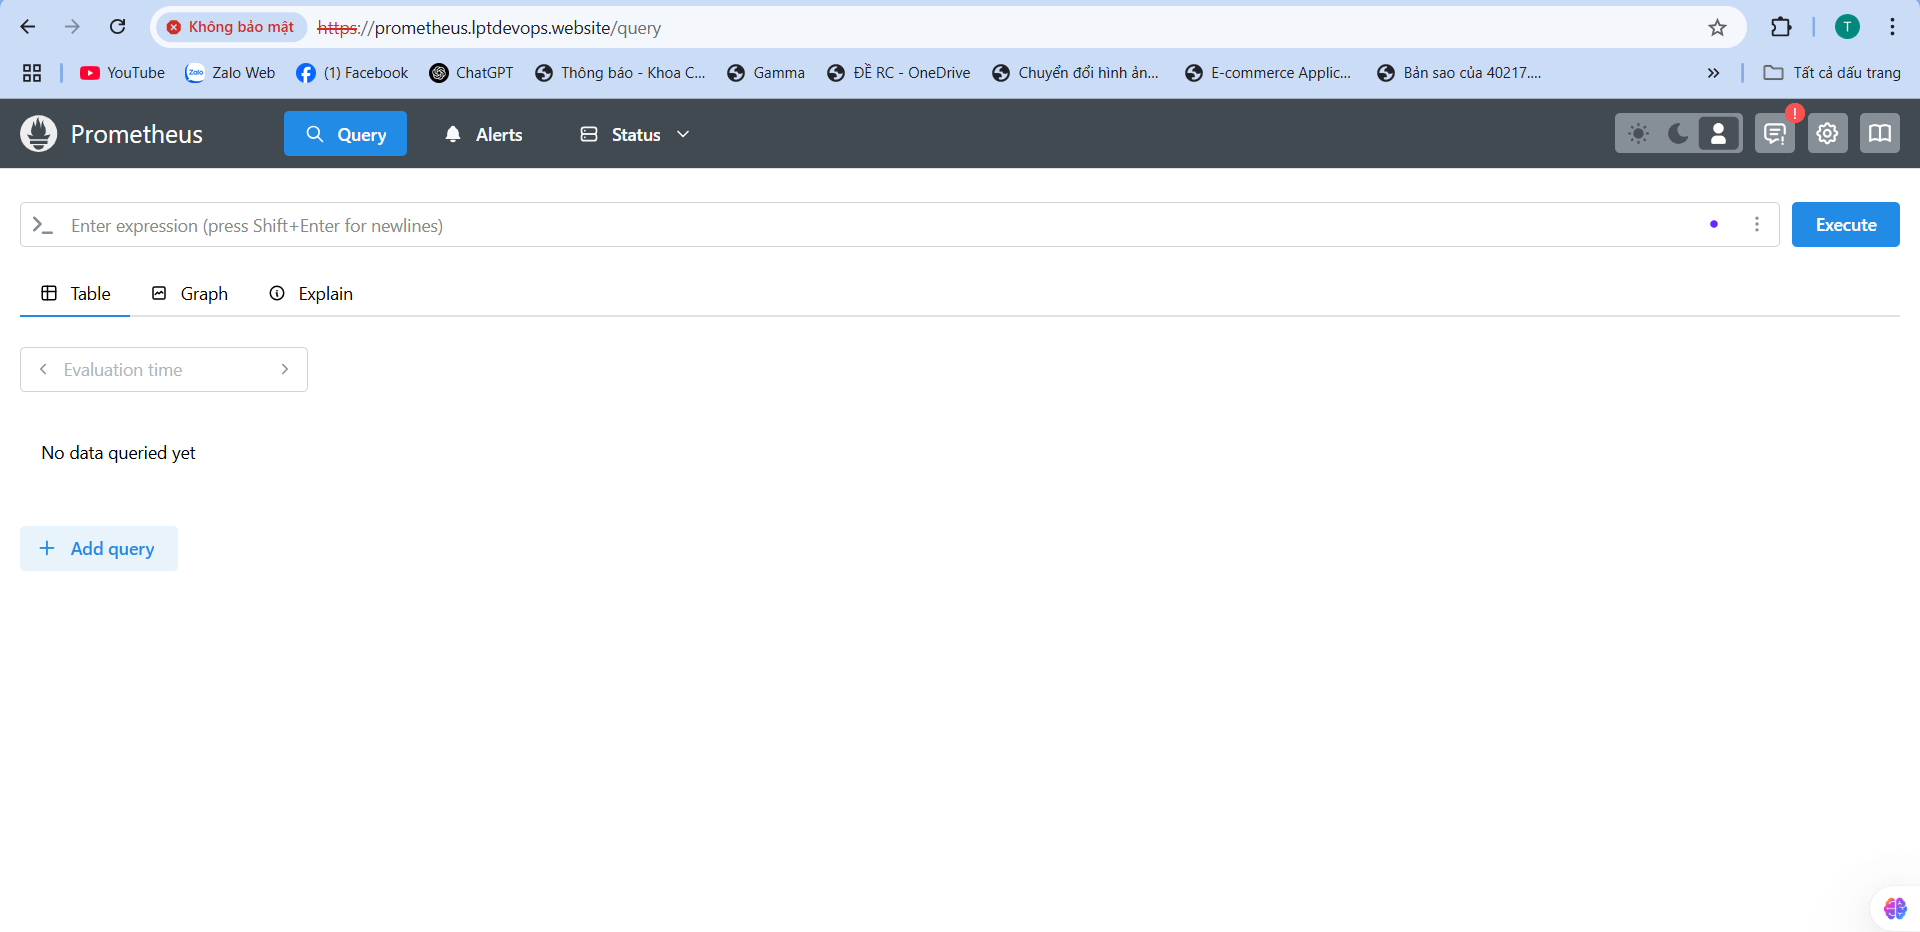 Không bảo mật https://prometheus.lptdevops.website/query T
YouTube Zalo Web (1) Facebook ChatGPT Thông báo - Khoa C... Gamma ĐỀ RC - OneDrive Chuyển đổi hình ản... E-commerce Applic... Bản sao của 40217.... » Tất cả dấu trang
Prometheus Query Alerts Status !
Enter expression (press Shift+Enter for newlines) Execute
Table Graph Explain
Evaluation time
No data queried yet
Add query